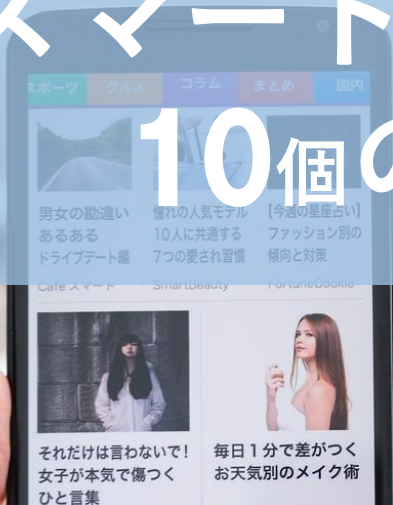 スマート
10個の
スポーツ グルメ コラム まとめ 国内
男女の勘違い
あるある
ドライブデート編
Cafe スマート
憧れの人気モデル
10人に共通する
7つの愛され習慣
SmartBeauty
【今週の星座占い】
ファッション別の
傾向と対策
FortuneCookie
それだけは言わないで！
女子が本気で傷つく
ひと言集
毎日1分で差がつく
お天気別のメイク術